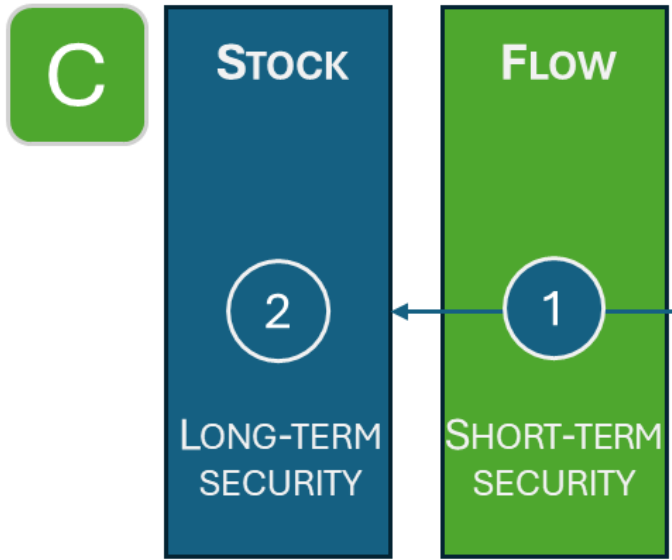 C
STOCK
FLOW
2
1
LONG-TERM
SECURITY
SHORT-TERM
SECURITY